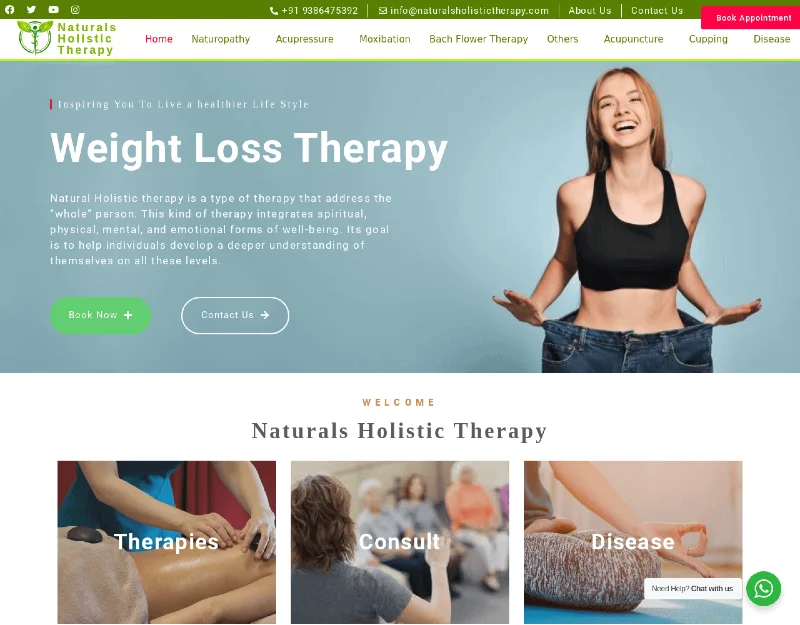 +91 9386475392
info@naturalsholistictherapy.com
About Us
Contact Us
Book Appointment
Naturals
Holistic
Therapy
Home
Naturopathy
Acupressure
Moxibation
Bach Flower Therapy
Others
Acupuncture
Cupping
Disease
Inspiring You To Live a healthier Life Style
Weight Loss Therapy
Natural Holistic therapy is a type of therapy that address the
"whole" person. This kind of therapy integrates spiritual,
physical, mental, and emotional forms of well-being. Its goal
is to help individuals develop a deeper understanding of
themselves on all these levels.
Book Now
Contact Us
WELCOME
Naturals Holistic Therapy
Therapies
Consult
Disease
Need Help? Chat with us